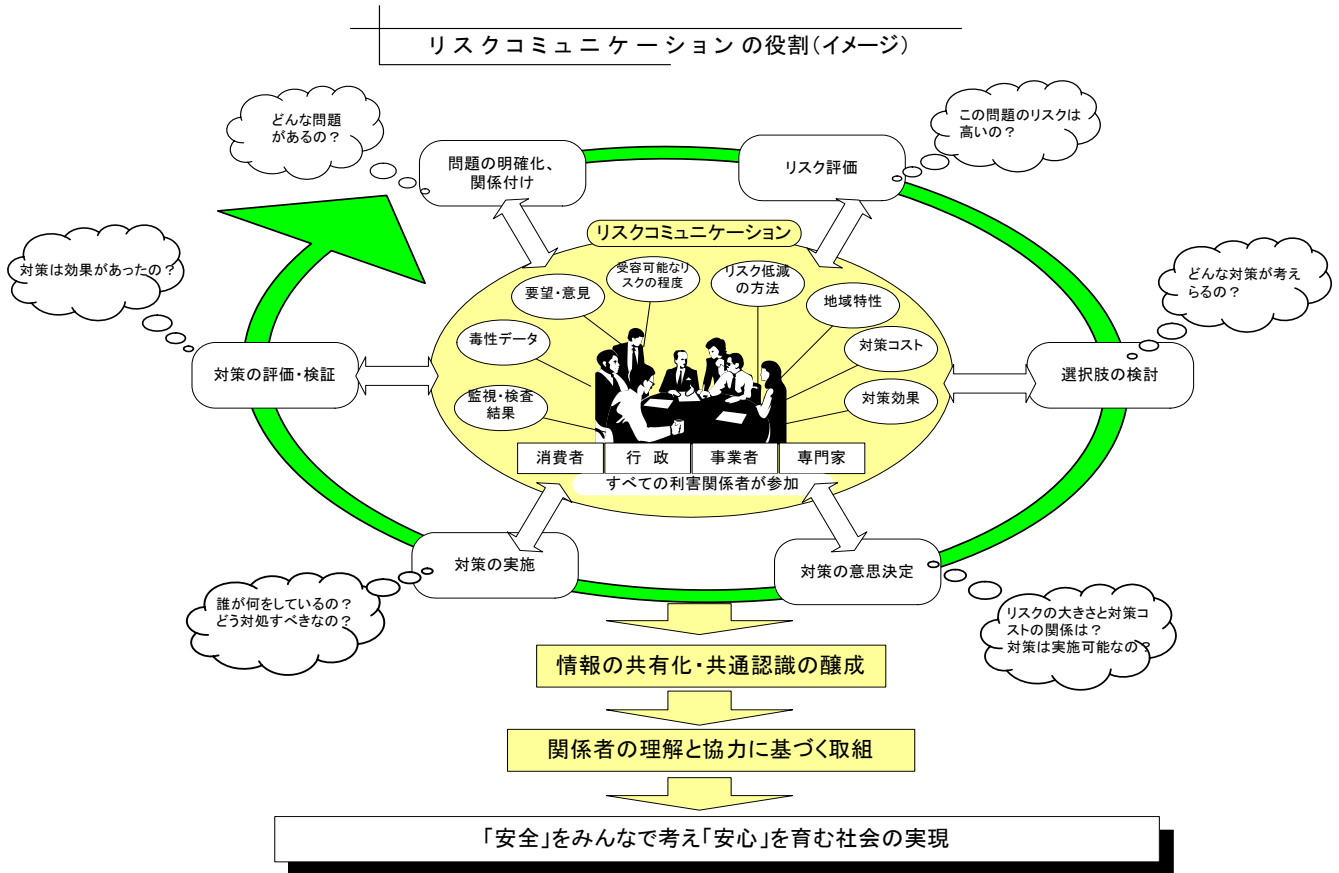 リスクコミュニケーションの役割(イメージ)
どんな問題
があるの？
この問題のリスクは
高いの？
問題の明確化、
関係付け
リスク評価
リスクコミュニケーション
対策は効果があったの？
どんな対策が考え
らるの？
要望・意見
受容可能なリ
スクの程度
リスク低減
の方法
地域特性
毒性データ
対策コスト
監視・検査
結果
対策効果
対策の評価・検証
選択肢の検討
消費者
行 政
事業者
専門家
すべての利害関係者が参加
対策の実施
対策の意思決定
誰が何をしているの？
どう対処すべきなの？
リスクの大きさと対策コ
ストの関係は？
対策は実施可能なの？
情報の共有化・共通認識の醸成
関係者の理解と協力に基づく取組
「安全」をみんなで考え「安心」を育む社会の実現